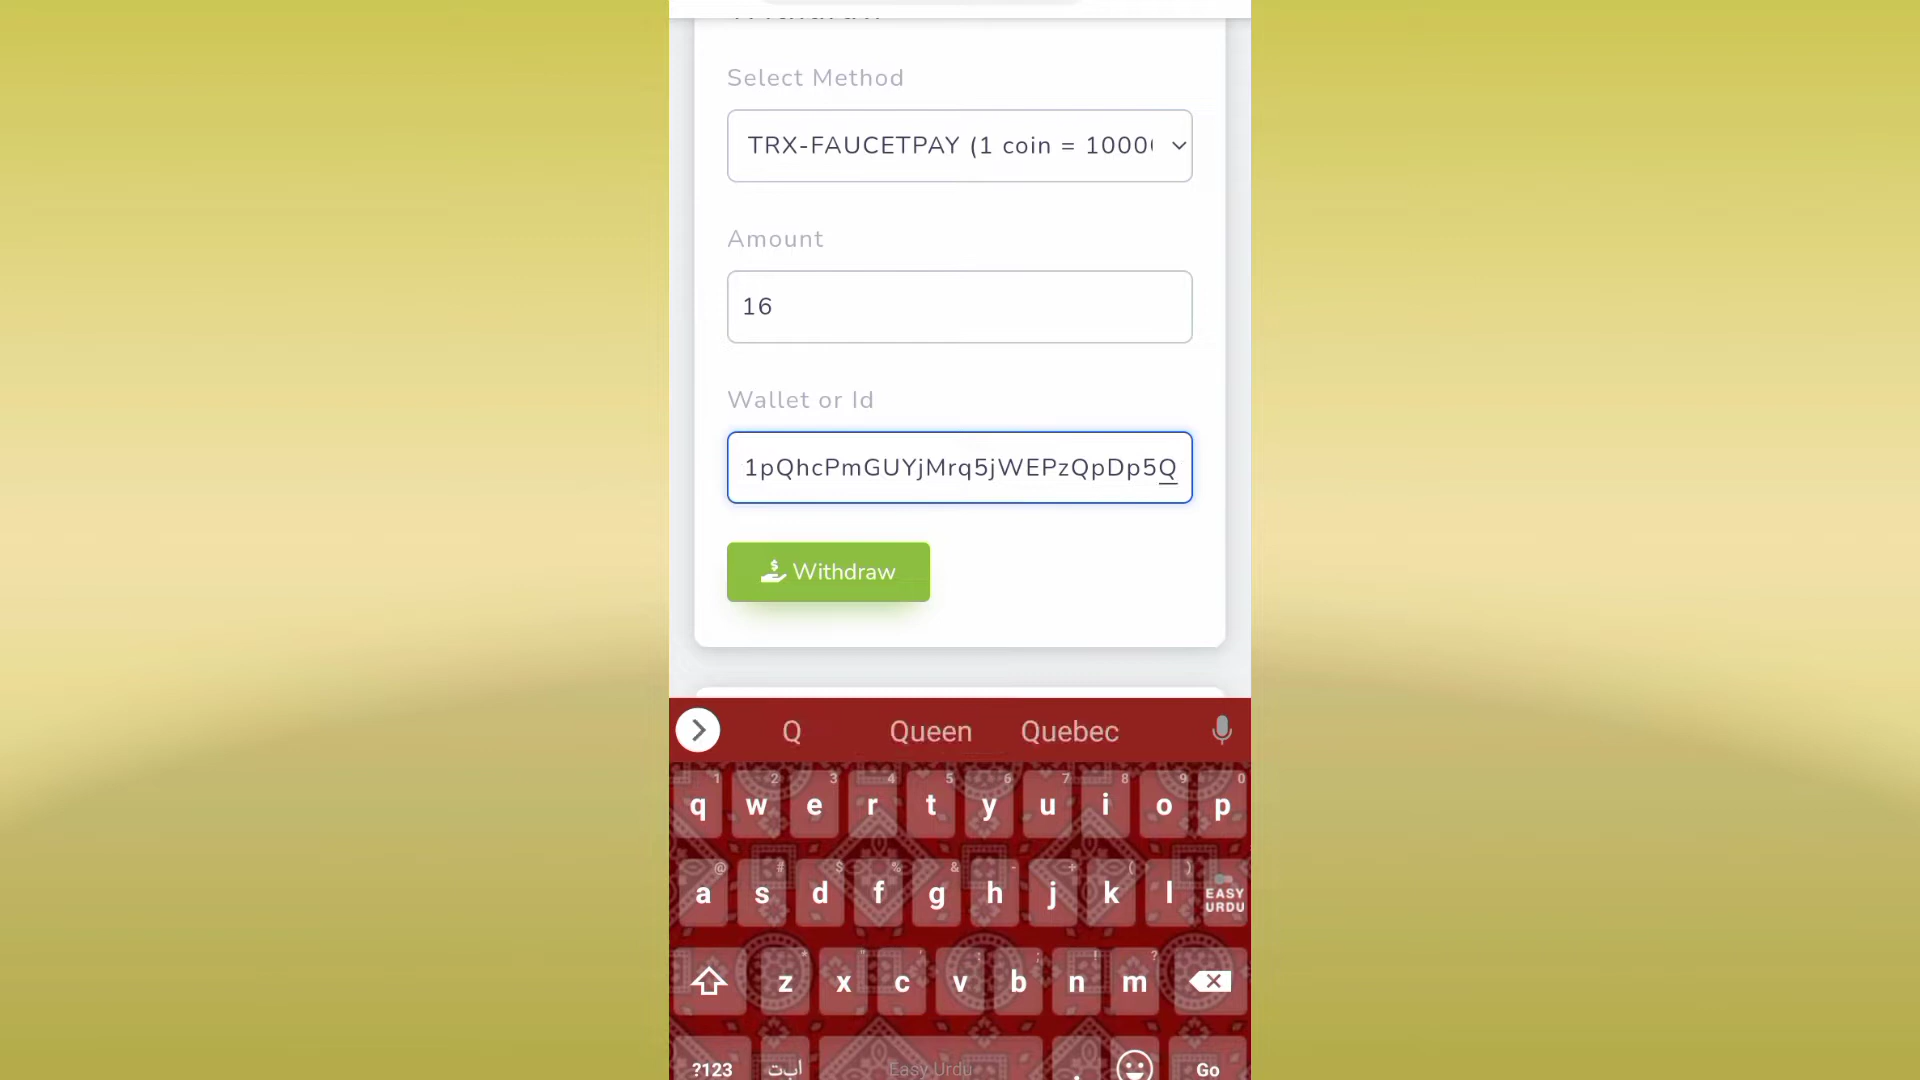 Select Method
TRX-FAUCETPAY (1 coin = 1000
Amount
16
Wallet or Id
1pQhcPmGUYjMrq5jWEPzQpDp5Q
Withdraw
Q Queen Quebec
1 2 3 4 5 6 7 8 9 0
q w e r t y u i o p
@ # $ % & - + ( )
a s d f g h j k l EASY URDU
* " ' : ; ! ?
z x c v b n m
?123 اب‌ت Easy Urdu . Go